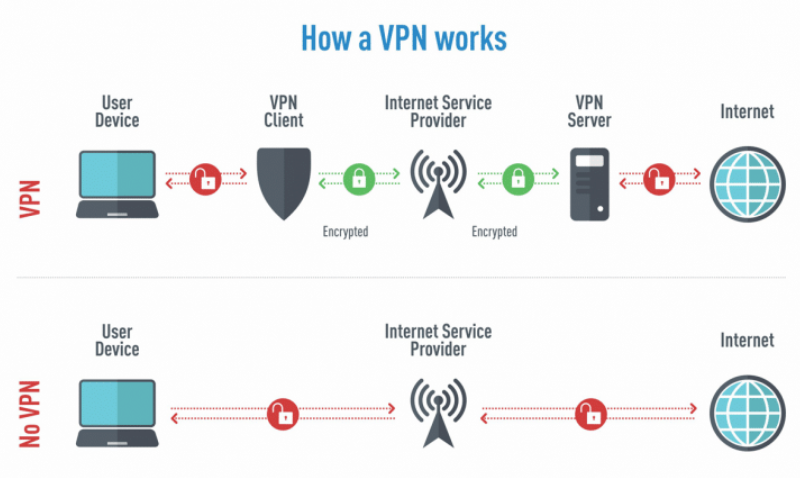 How a VPN works
User
Device
VPN
Client
Internet Service
Provider
VPN
Server
Internet
VPN
Encrypted
Encrypted
User
Device
Internet Service
Provider
Internet
No VPN